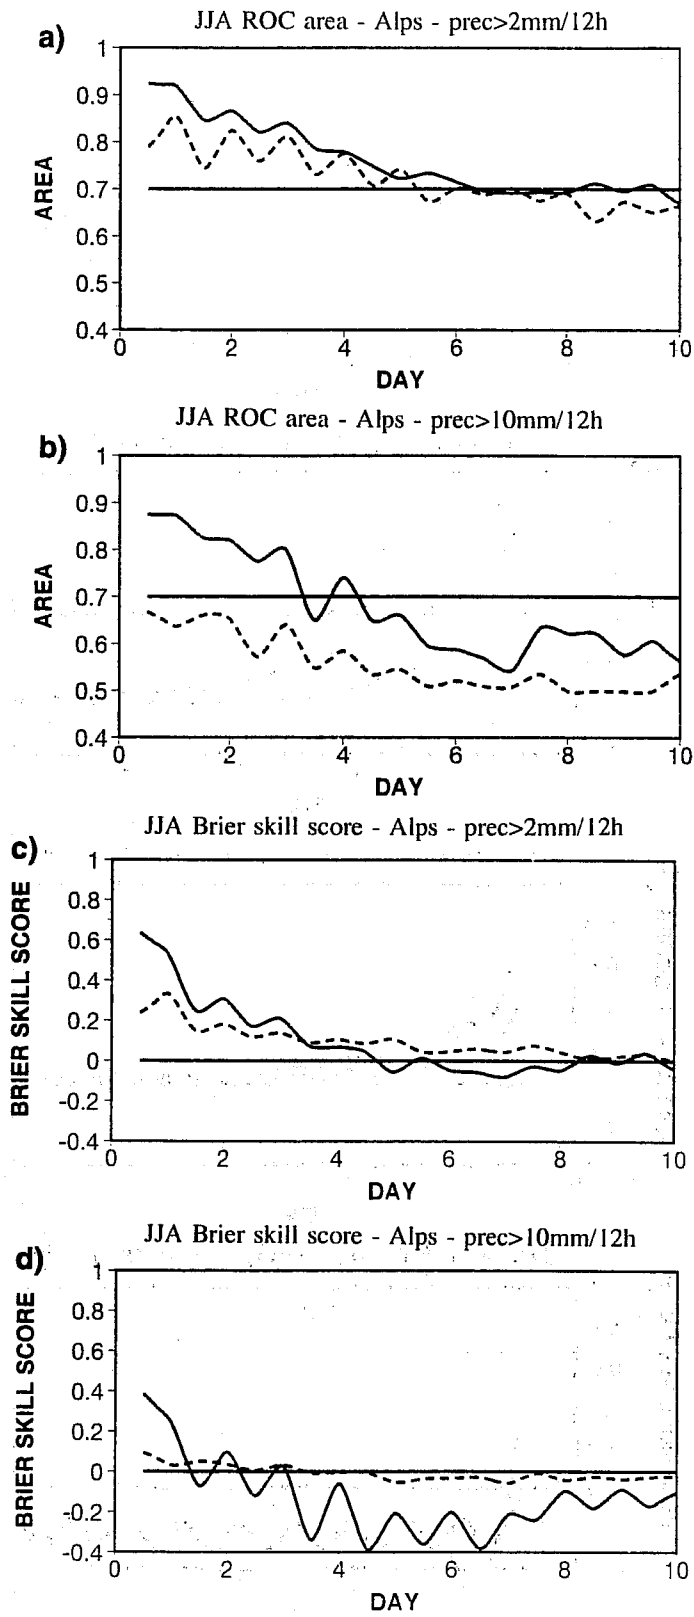 a)
JJA ROC area - Alps - prec>2mm/12h
AREA
1
0.9
0.8
0.7
0.6
0.5
0.4
0 2 4 6 8 10
DAY
b)
JJA ROC area - Alps - prec>10mm/12h
AREA
1
0.9
0.8
0.7
0.6
0.5
0.4
0 2 4 6 8 10
DAY
c)
JJA Brier skill score - Alps - prec>2mm/12h
BRIER SKILL SCORE
1
0.8
0.6
0.4
0.2
0
-0.2
-0.4
0 2 4 6 8 10
DAY
d)
JJA Brier skill score - Alps - prec>10mm/12h
BRIER SKILL SCORE
1
0.8
0.6
0.4
0.2
0
-0.2
-0.4
0 2 4 6 8 10
DAY